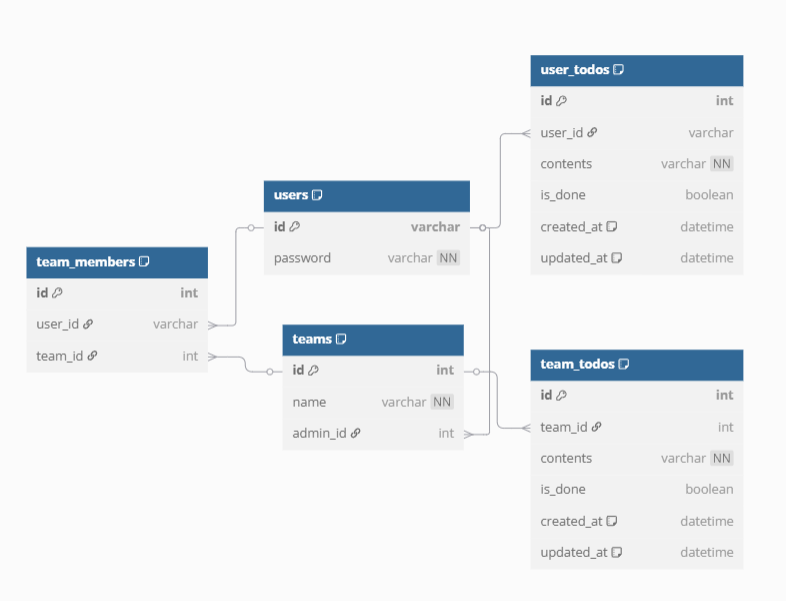 user_todos
id int
user_id varchar
contents varchar NN
is_done boolean
created_at datetime
updated_at datetime
users
id varchar
password varchar NN
team_members
id int
user_id varchar
team_id int
teams
id int
name varchar NN
admin_id int
team_todos
id int
team_id int
contents varchar NN
is_done boolean
created_at datetime
updated_at datetime